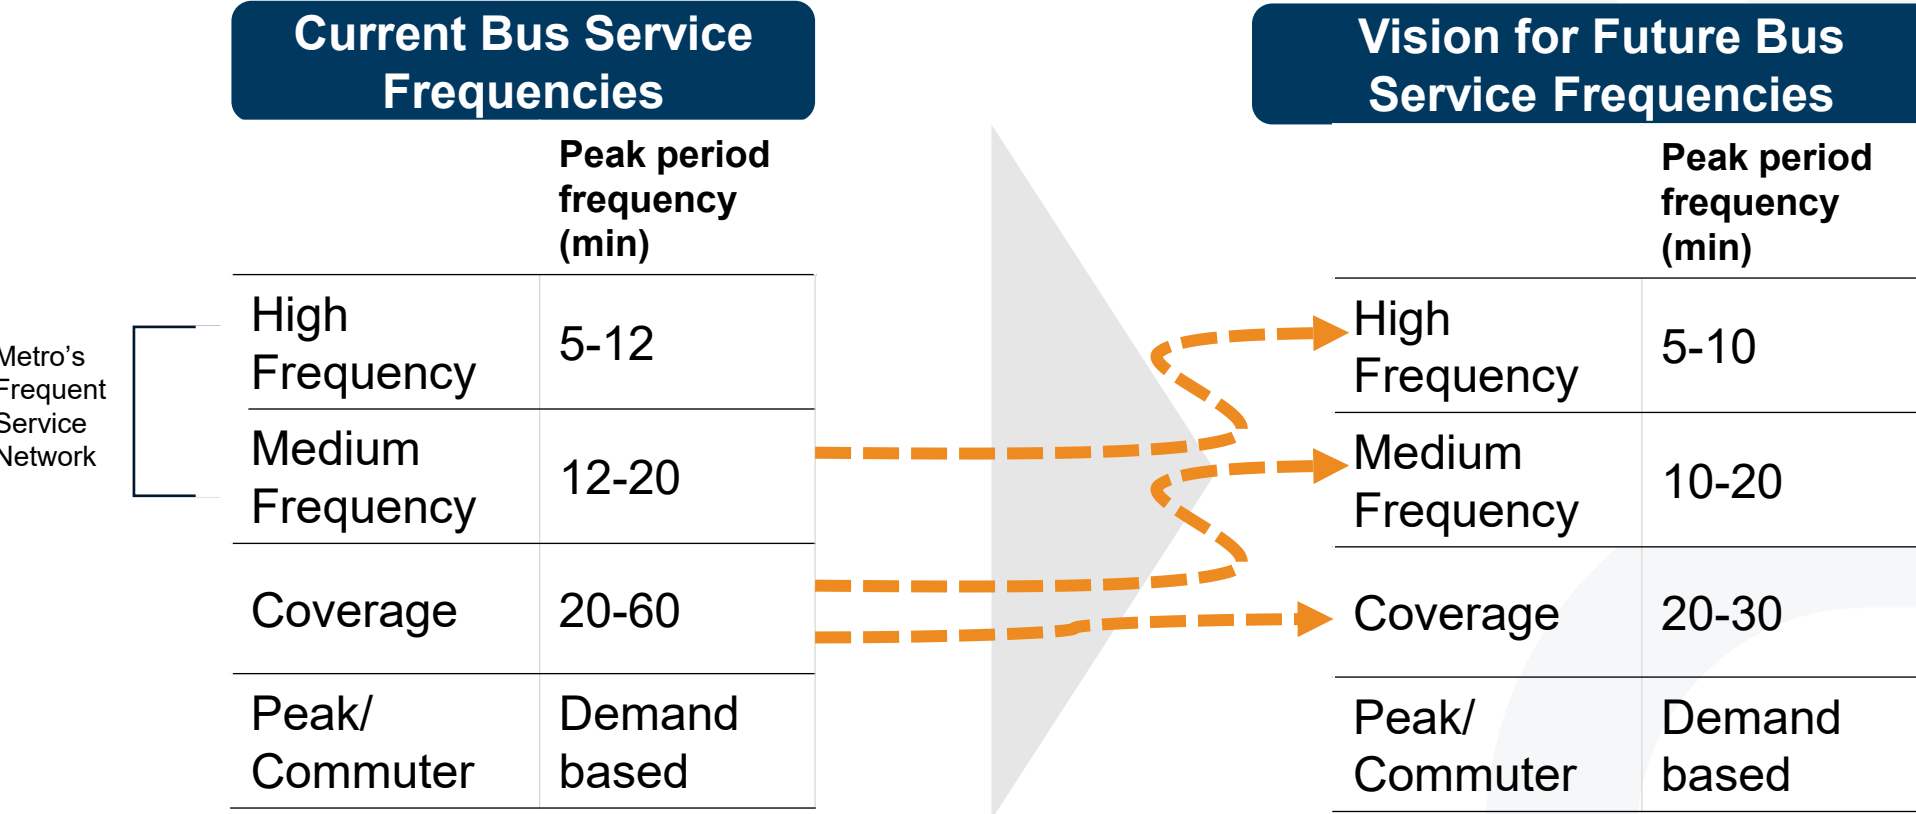 Current Bus Service
Frequencies
Peak period
frequency
(min)
Metro's
Frequent
Service
Network
High
Frequency
5-12
Medium
Frequency
12-20
Coverage
20-60
Peak/
Commuter
Demand
based
Vision for Future Bus
Service Frequencies
Peak period
frequency
(min)
High
Frequency
5-10
Medium
Frequency
10-20
Coverage
20-30
Peak/
Commuter
Demand
based